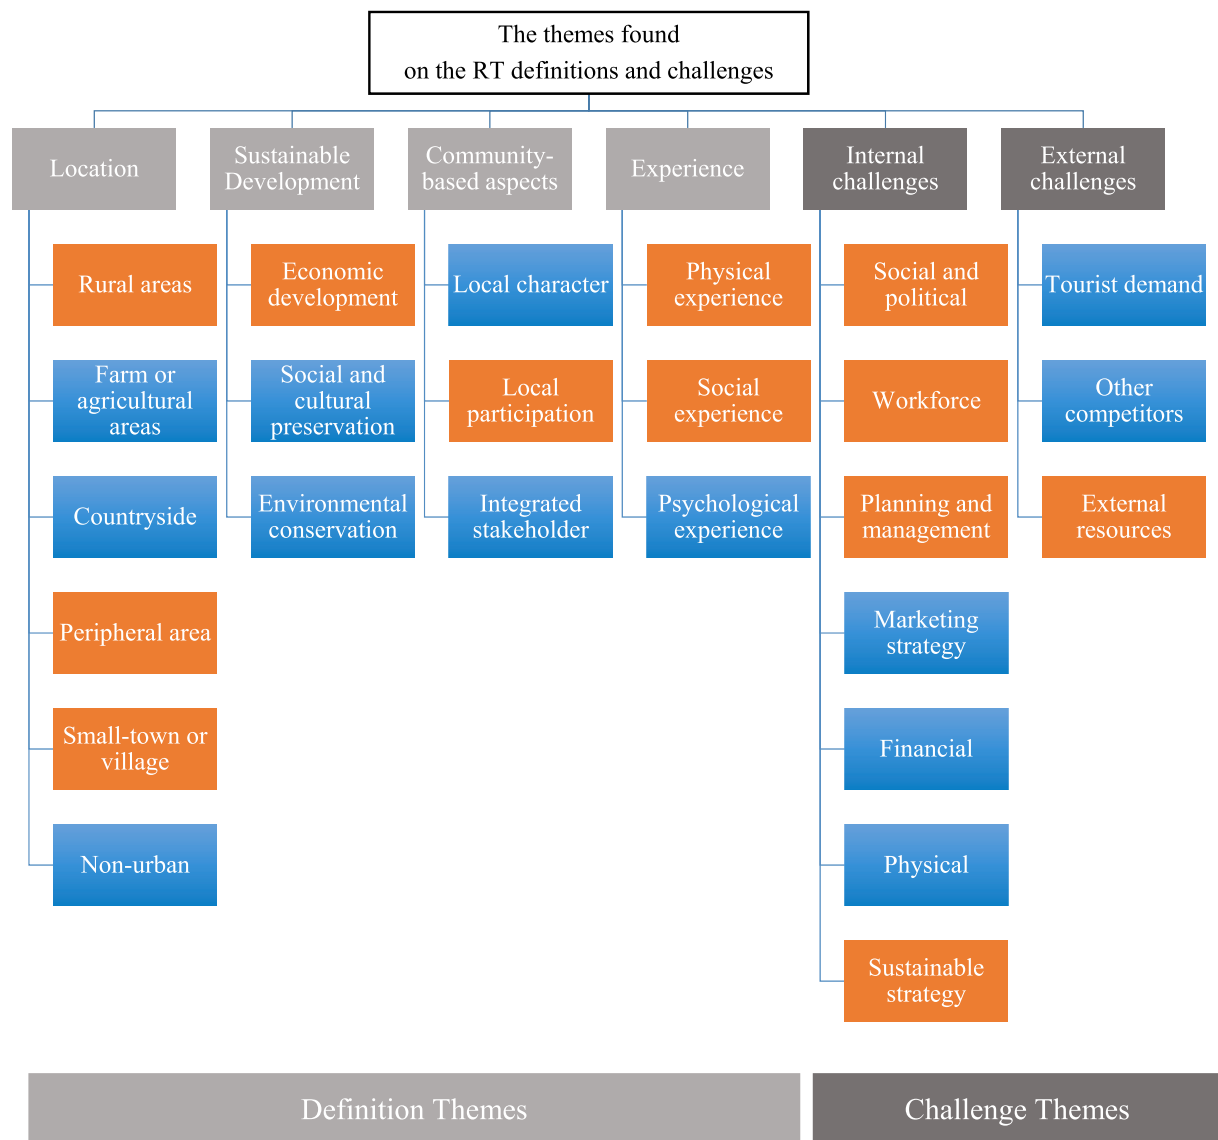 The themes found
on the RT definitions and challenges
Location
Sustainable
Development
Community-
based aspects
Experience
Internal
challenges
External
challenges
Rural areas
Farm or
agricultural
areas
Countryside
Peripheral area
Small-town or
village
Non-urban
Economic
development
Social and
cultural
preservation
Environmental
conservation
Local character
Local
participation
Integrated
stakeholder
Physical
experience
Social
experience
Psychological
experience
Social and
political
Workforce
Planning and
management
Marketing
strategy
Financial
Physical
Sustainable
strategy
Tourist demand
Other
competitors
External
resources
Definition Themes
Challenge Themes